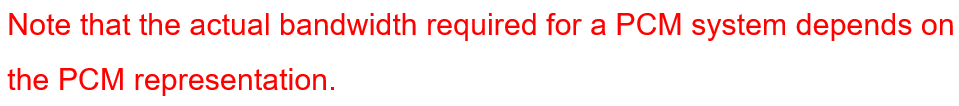 Note that the actual bandwidth required for a PCM system depends on
the PCM representation.